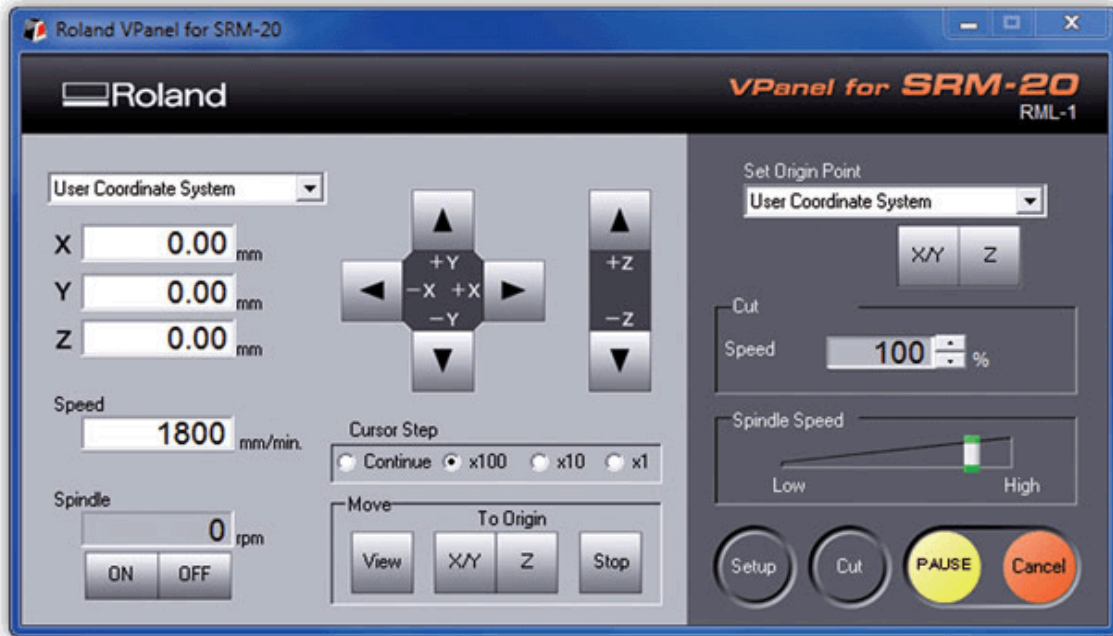 Roland VPanel for SRM-20
Roland
VPanel for SRM-20
RML-1
User Coordinate System
X 0.00 mm
Y 0.00 mm
Z 0.00 mm
Speed
1800 mm/min.
Spindle
0 rpm
ON OFF
+Y
-X +X
-Y
+Z
-Z
Cursor Step
Continue x100 x10 x1
Move
To Origin
View X/Y Z Stop
Set Origin Point
User Coordinate System
X/Y Z
Cut
Speed 100 %
Spindle Speed
Low High
Setup Cut PAUSE Cancel